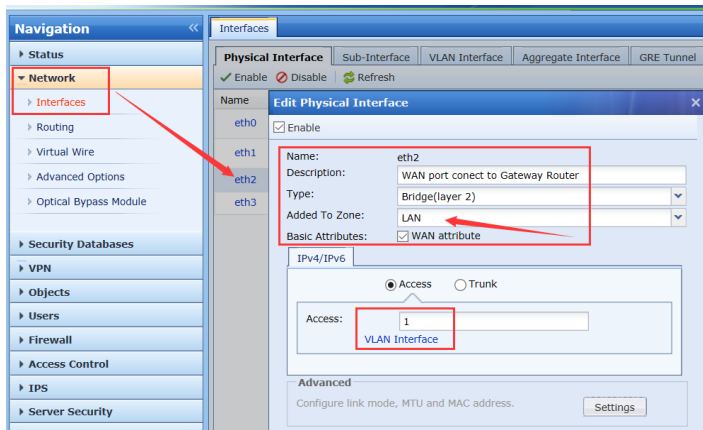 Navigation
Status
Network
Interfaces
Routing
Virtual Wire
Advanced Options
Optical Bypass Module
Security Databases
VPN
Objects
Users
Firewall
Access Control
IPS
Server Security
Interfaces
Physical Interface Sub-Interface VLAN Interface Aggregate Interface GRE Tunnel
Enable Disable Refresh
Name
eth0
eth1
eth2
eth3
Edit Physical Interface
Enable
Name: eth2
Description: WAN port conect to Gateway Router
Type: Bridge(layer 2)
Added To Zone: LAN
Basic Attributes: WAN attribute
IPv4/IPv6
Access Trunk
Access: 1
VLAN Interface
Advanced
Configure link mode, MTU and MAC address. Settings